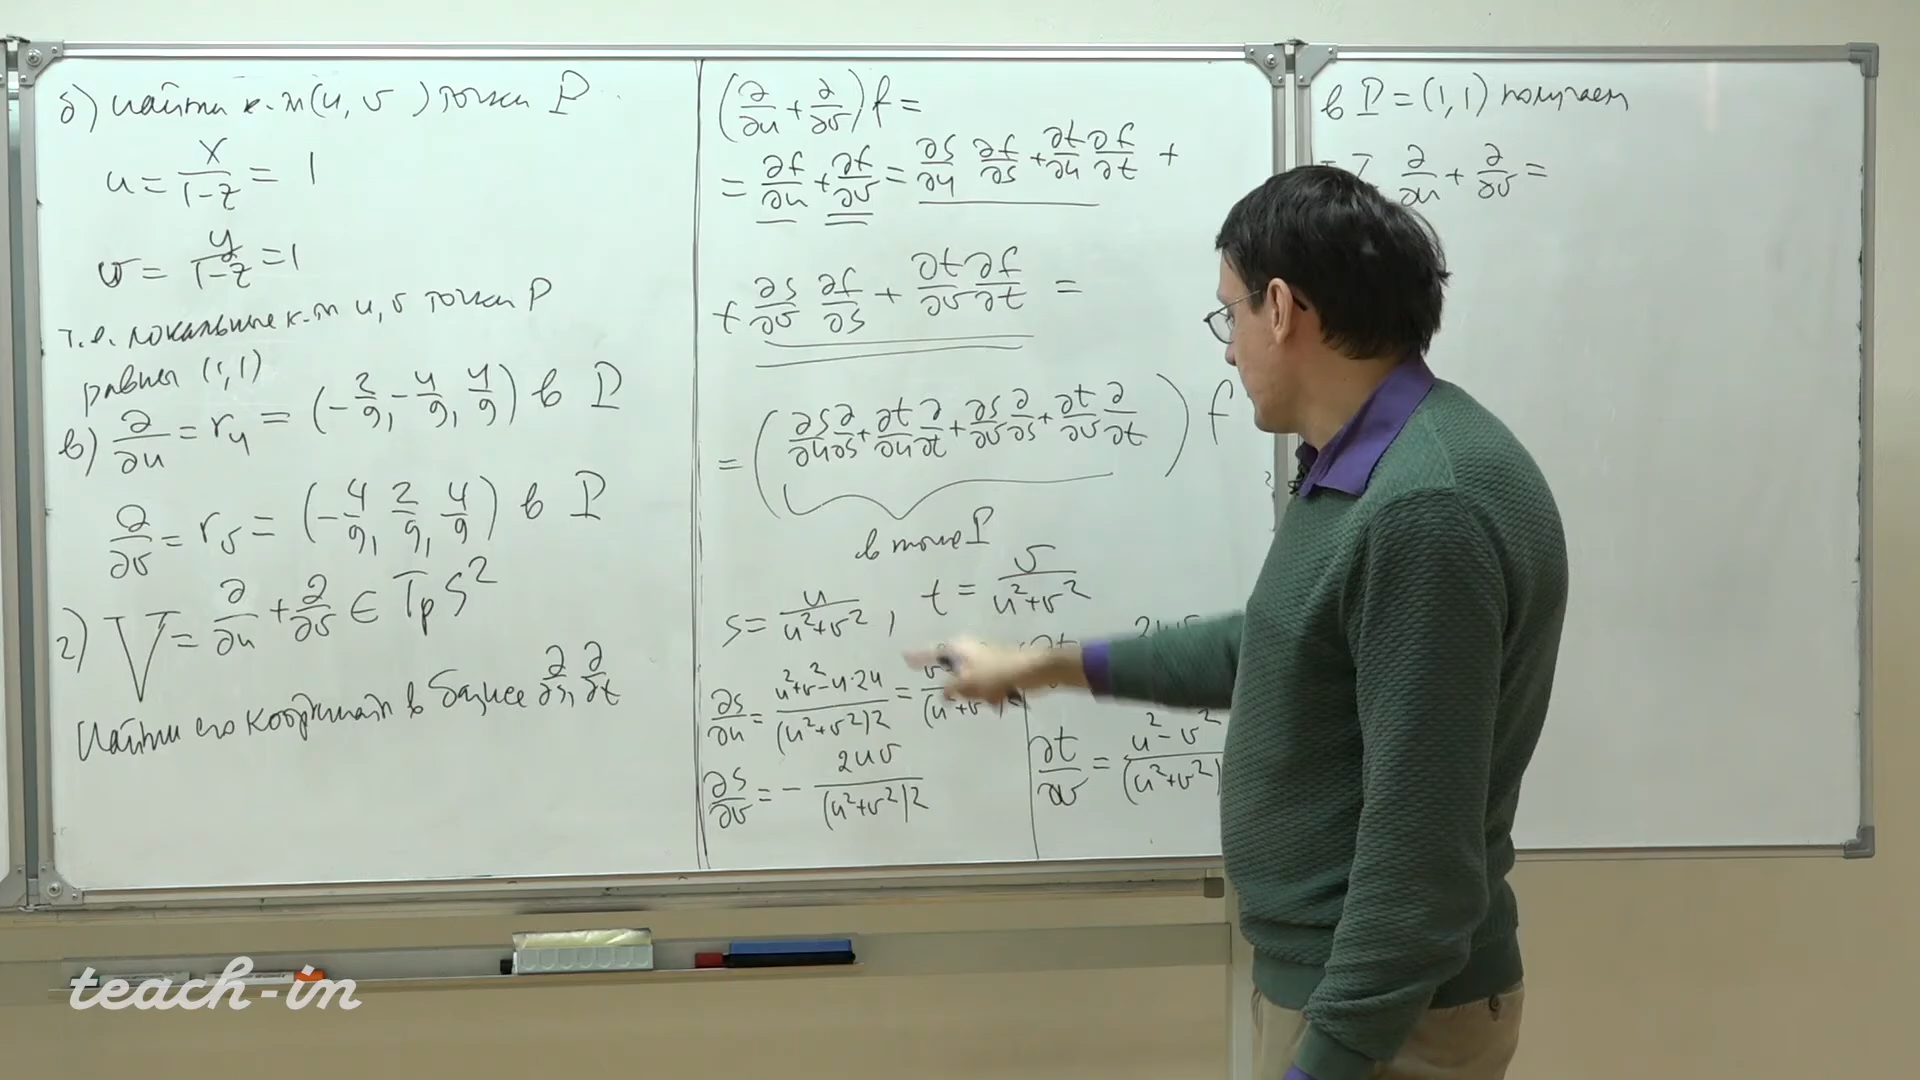 б) найти к-ты (u, v) точки P
u = x/(1-z) = 1
v = y/(1-z) = 1
т.е. локальные к-ты u, v точки P
равны (1,1)
в) ∂/∂u = r_u = (-2/9, -4/9, 4/9) в P
∂/∂v = r_v = (-4/9, 2/9, 4/9) в P
г) V = ∂/∂u + ∂/∂v ∈ T_P S²
Найти его координаты в базисе ∂/∂s, ∂/∂t
(∂/∂u + ∂/∂v) f =
= ∂f/∂u + ∂f/∂v = ∂s/∂u ∂f/∂s + ∂t/∂u ∂f/∂t +
+ ∂s/∂v ∂f/∂s + ∂t/∂v ∂f/∂t =
= (∂s/∂u ∂/∂s + ∂t/∂u ∂/∂t + ∂s/∂v ∂/∂s + ∂t/∂v ∂/∂t) f
в точке P
s = u/(u²+v²), t = v/(u²+v²)
∂s/∂u = (u²+v²-u·2u)/(u²+v²)² =
∂s/∂v = - 2uv/(u²+v²)²
∂t/∂v = (u²-v²)/(u²+v²)
в P = (1,1) получаем
∂/∂u + ∂/∂v =
teach-in